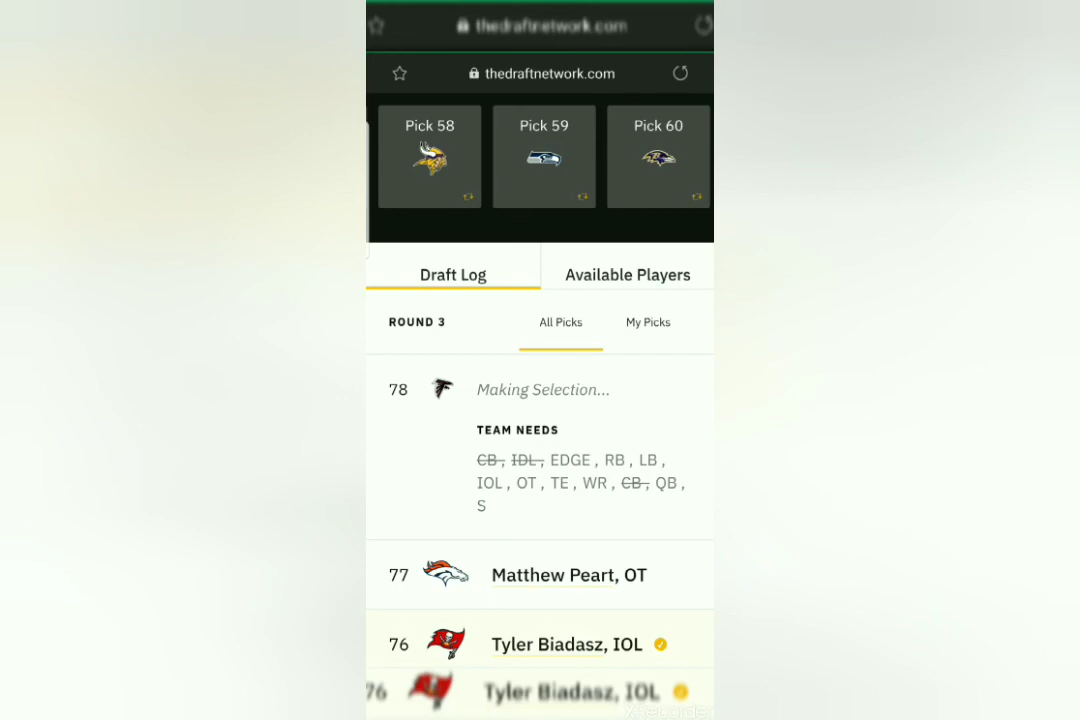 thedraftnetwork.com
thedraftnetwork.com
Pick 58 Pick 59 Pick 60
Draft Log Available Players
ROUND 3 All Picks My Picks
78 Making Selection...
TEAM NEEDS
CB , IDL , EDGE , RB , LB ,
IOL , OT , TE , WR , CB , QB ,
S
77 Matthew Peart, OT
76 Tyler Biadasz, IOL
76 Tyler Biadasz, IOL